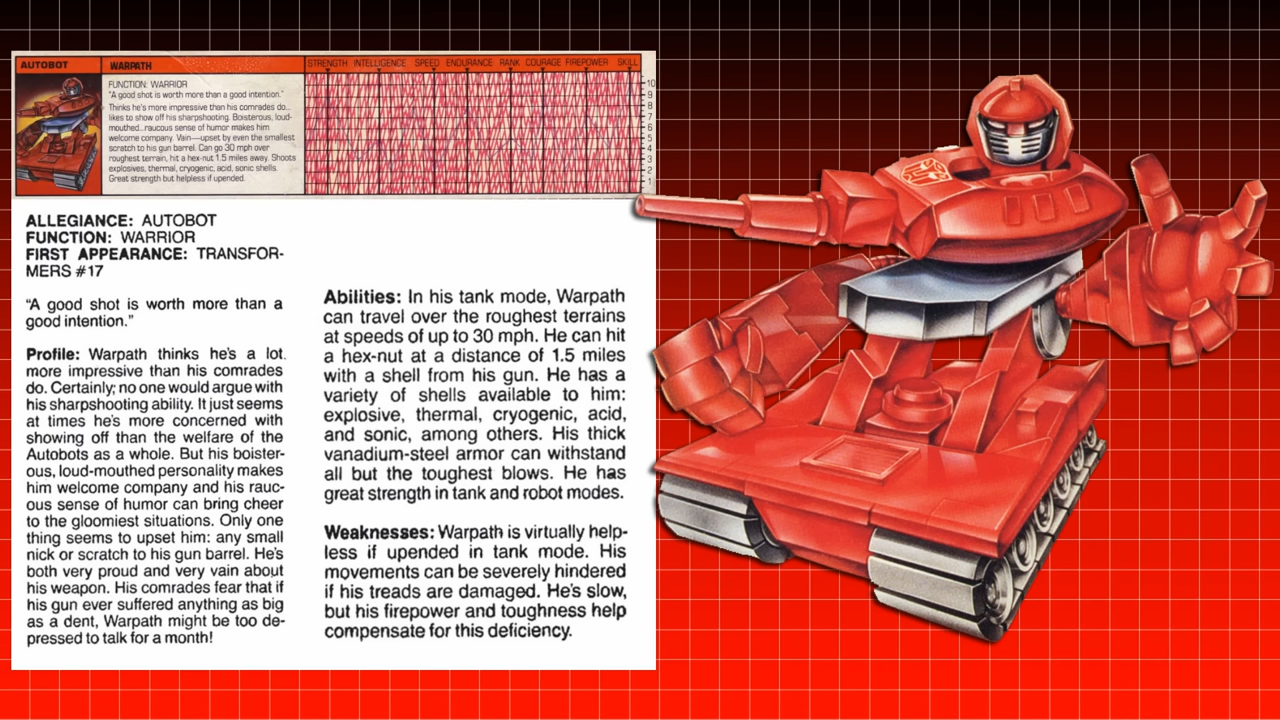 AUTOBOT
WARPATH
STRENGTH INTELLIGENCE SPEED ENDURANCE RANK COURAGE FIREPOWER SKILL
FUNCTION: WARRIOR
"A good shot is worth more than a good intention."
Thinks he's more impressive than his comrades do...
likes to show off his sharpshooting. Boisterous, loud-
mouthed...raucous sense of humor makes him
welcome company. Vain—upset by even the smallest
scratch to his gun barrel. Can go 30 mph over
roughest terrain, hit a hex-nut 1.5 miles away. Shoots
explosives, thermal, cryogenic, acid, sonic shells.
Great strength but helpless if upended.
10
9
8
7
6
5
4
3
2
1
ALLEGIANCE: AUTOBOT
FUNCTION: WARRIOR
FIRST APPEARANCE: TRANSFOR-
MERS #17
"A good shot is worth more than a
good intention."
Profile: Warpath thinks he's a lot
more impressive than his comrades
do. Certainly; no one would argue with
his sharpshooting ability. It just seems
at times he's more concerned with
showing off than the welfare of the
Autobots as a whole. But his boister-
ous, loud-mouthed personality makes
him welcome company and his rauc-
ous sense of humor can bring cheer
to the gloomiest situations. Only one
thing seems to upset him: any small
nick or scratch to his gun barrel. He's
both very proud and very vain about
his weapon. His comrades fear that if
his gun ever suffered anything as big
as a dent, Warpath might be too de-
pressed to talk for a month!
Abilities: In his tank mode, Warpath
can travel over the roughest terrains
at speeds of up to 30 mph. He can hit
a hex-nut at a distance of 1.5 miles
with a shell from his gun. He has a
variety of shells available to him:
explosive, thermal, cryogenic, acid,
and sonic, among others. His thick
vanadium-steel armor can withstand
all but the toughest blows. He has
great strength in tank and robot modes.
Weaknesses: Warpath is virtually help-
less if upended in tank mode. His
movements can be severely hindered
if his treads are damaged. He's slow,
but his firepower and toughness help
compensate for this deficiency.